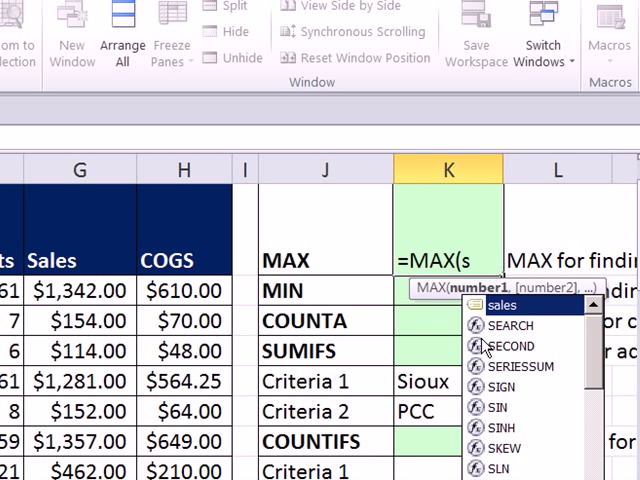 Split
View Side by Side
om to
lection
New
Window
Arrange
All
Freeze
Panes
Hide
Unhide
Synchronous Scrolling
Reset Window Position
Save
Workspace
Switch
Windows
Macros
Window
Macros
G H I J K L
ts Sales COGS MAX =MAX(s MAX for findin
MAX(number1, [number2], ...)
61 $1,342.00 $610.00 MIN
7 $154.00 $70.00 COUNTA
6 $114.00 $48.00 SUMIFS
61 $1,281.00 $564.25 Criteria 1 Sioux
8 $152.00 $64.00 Criteria 2 PCC
59 $1,357.00 $649.00 COUNTIFS for
21 $462.00 $210.00 Criteria 1
sales
SEARCH
SECOND
SERIESSUM
SIGN
SIN
SINH
SKEW
SLN